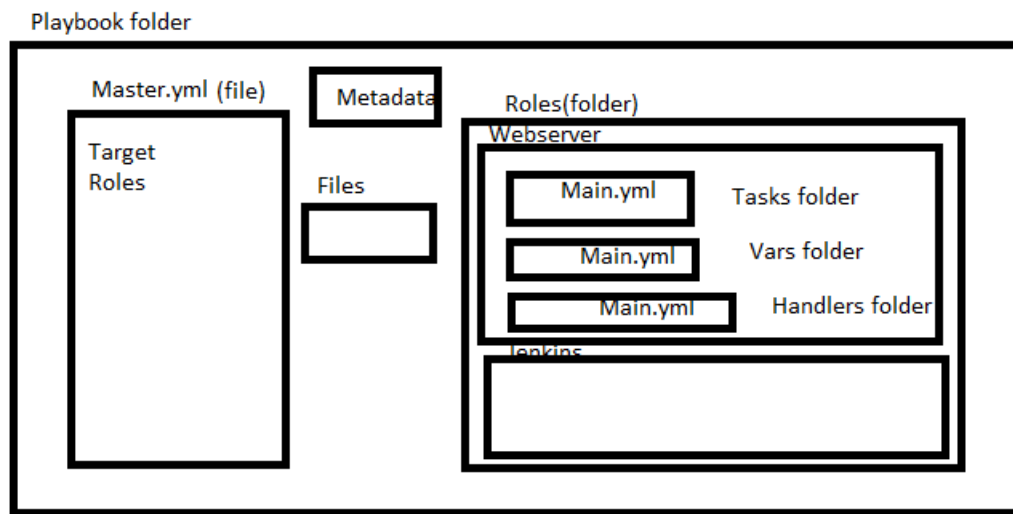 Playbook folder
Master.yml (file)
Target
Roles
Metadata
Files
Roles(folder)
Webserver
Main.yml Tasks folder
Main.yml Vars folder
Main.yml Handlers folder
Jenkins